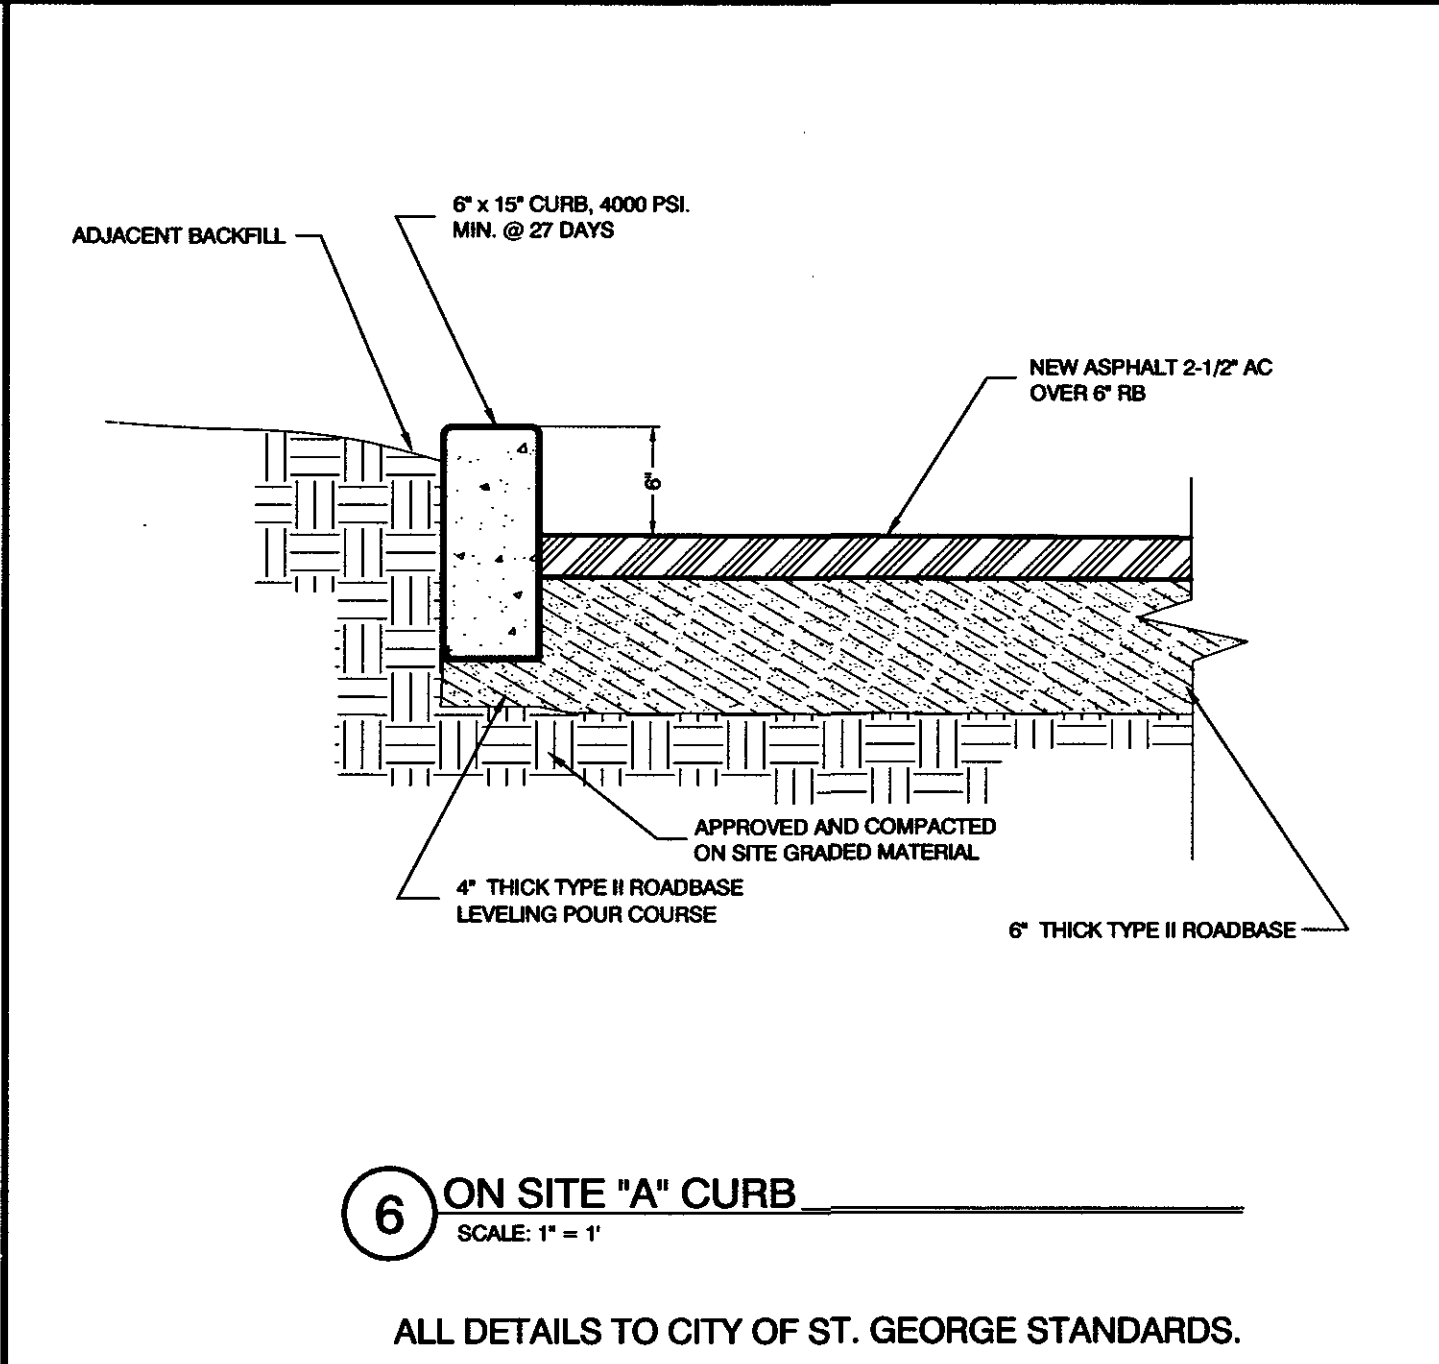 6" x 15" CURB, 4000 PSI.
MIN. @ 27 DAYS
ADJACENT BACKFILL
NEW ASPHALT 2-1/2" AC
OVER 6" RB
6"
APPROVED AND COMPACTED
ON SITE GRADED MATERIAL
4" THICK TYPE II ROADBASE
LEVELING POUR COURSE
6" THICK TYPE II ROADBASE
6
ON SITE "A" CURB
SCALE: 1" = 1'
ALL DETAILS TO CITY OF ST. GEORGE STANDARDS.